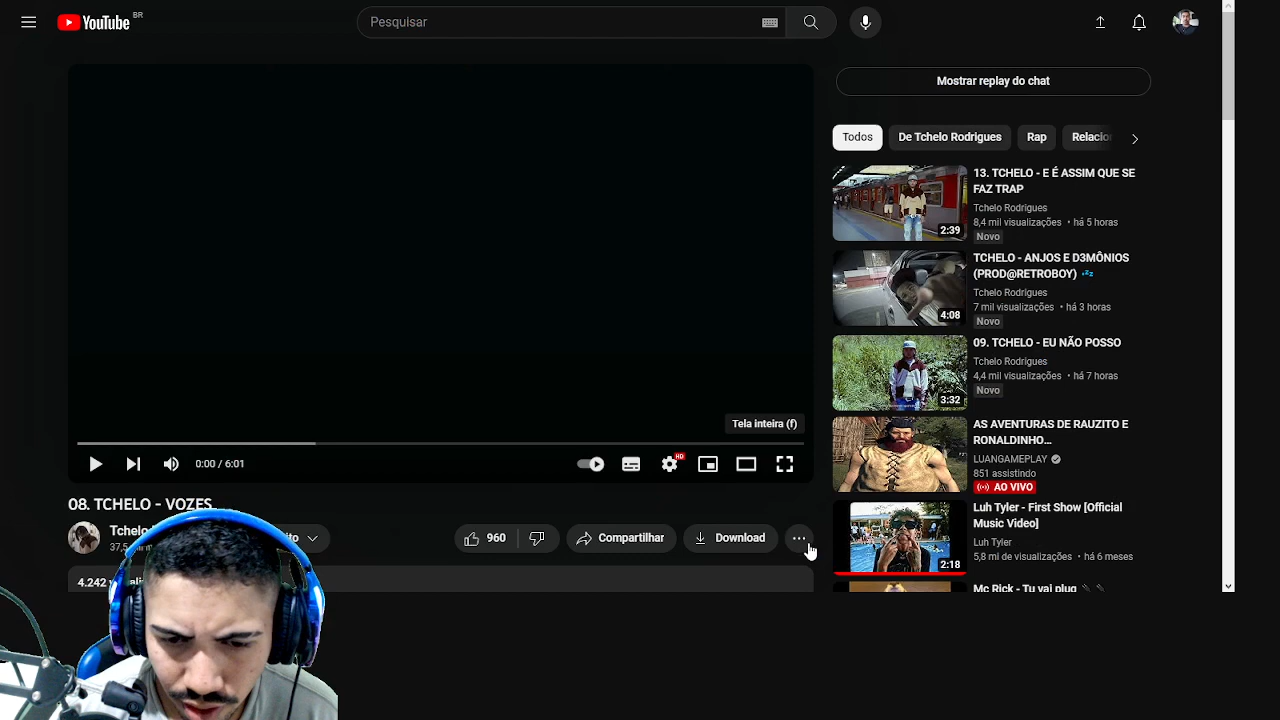 YouTube BR
Pesquisar
Tela inteira (f)
0:00 / 6:01
HD
08. TCHELO - VOZES
Tchelo
960
Compartilhar
Download
4.242
Mostrar replay do chat
Todos
De Tchelo Rodrigues
Rap
13. TCHELO - E É ASSIM QUE SE
FAZ TRAP
Tchelo Rodrigues
8,4 mil visualizações • há 5 horas
Novo
2:39
TCHELO - ANJOS E D3MÔNIOS
(PROD@RETROBOY) 💤
Tchelo Rodrigues
7 mil visualizações • há 3 horas
Novo
4:08
09. TCHELO - EU NÃO POSSO
Tchelo Rodrigues
4,4 mil visualizações • há 7 horas
Novo
3:32
AS AVENTURAS DE RAUZITO E
RONALDINHO...
LUANGAMEPLAY
851 assistindo
AO VIVO
Luh Tyler - First Show [Official
Music Video]
Luh Tyler
5,8 mi de visualizações • há 6 meses
2:18
Mc Rick - Tu vai plug 🔌🔌